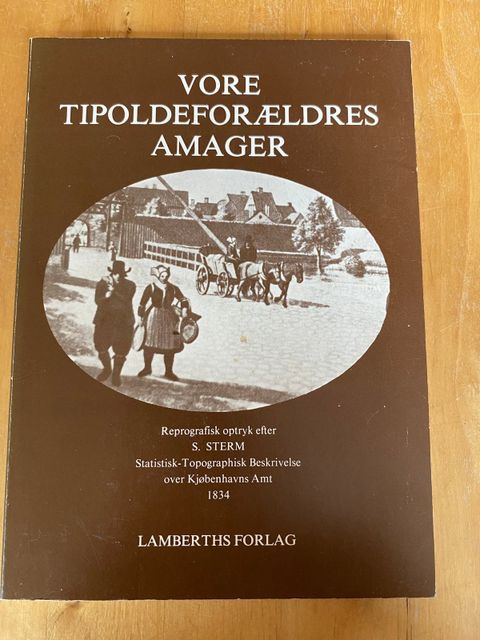 VORE
TIPOLDEFORÆLDRES
AMAGER
Reprografisk optryk efter
S. STERM
Statistisk-Topographisk Beskrivelse
over Kjøbenhavns Amt
1834
LAMBERTHS FORLAG